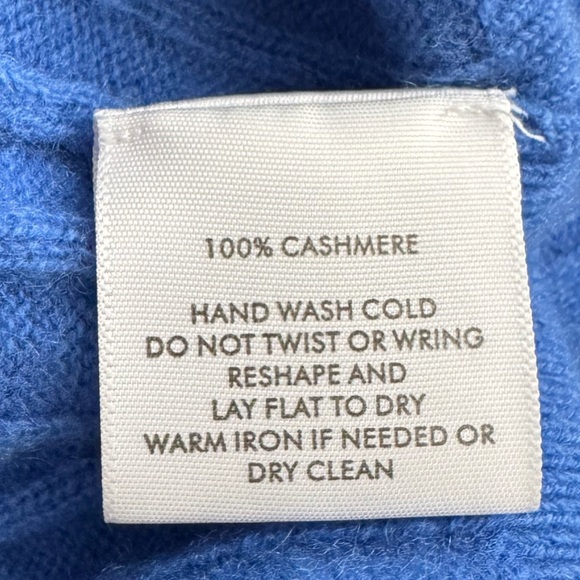 100% CASHMERE
HAND WASH COLD
DO NOT TWIST OR WRING
RESHAPE AND
LAY FLAT TO DRY
WARM IRON IF NEEDED OR
DRY CLEAN